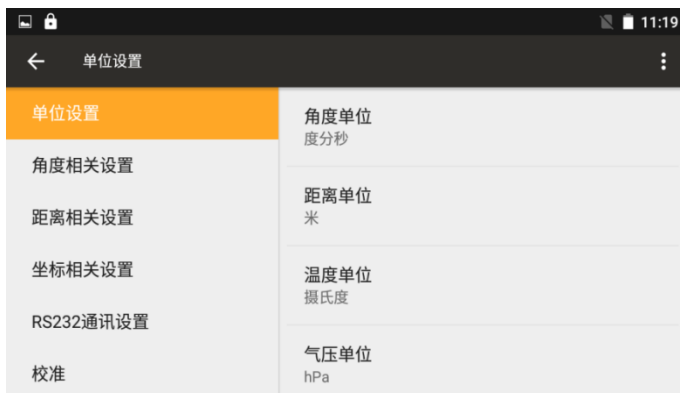 11:19
单位设置
单位设置
角度相关设置
距离相关设置
坐标相关设置
RS232通讯设置
校准
角度单位
度分秒
距离单位
米
温度单位
摄氏度
气压单位
hPa